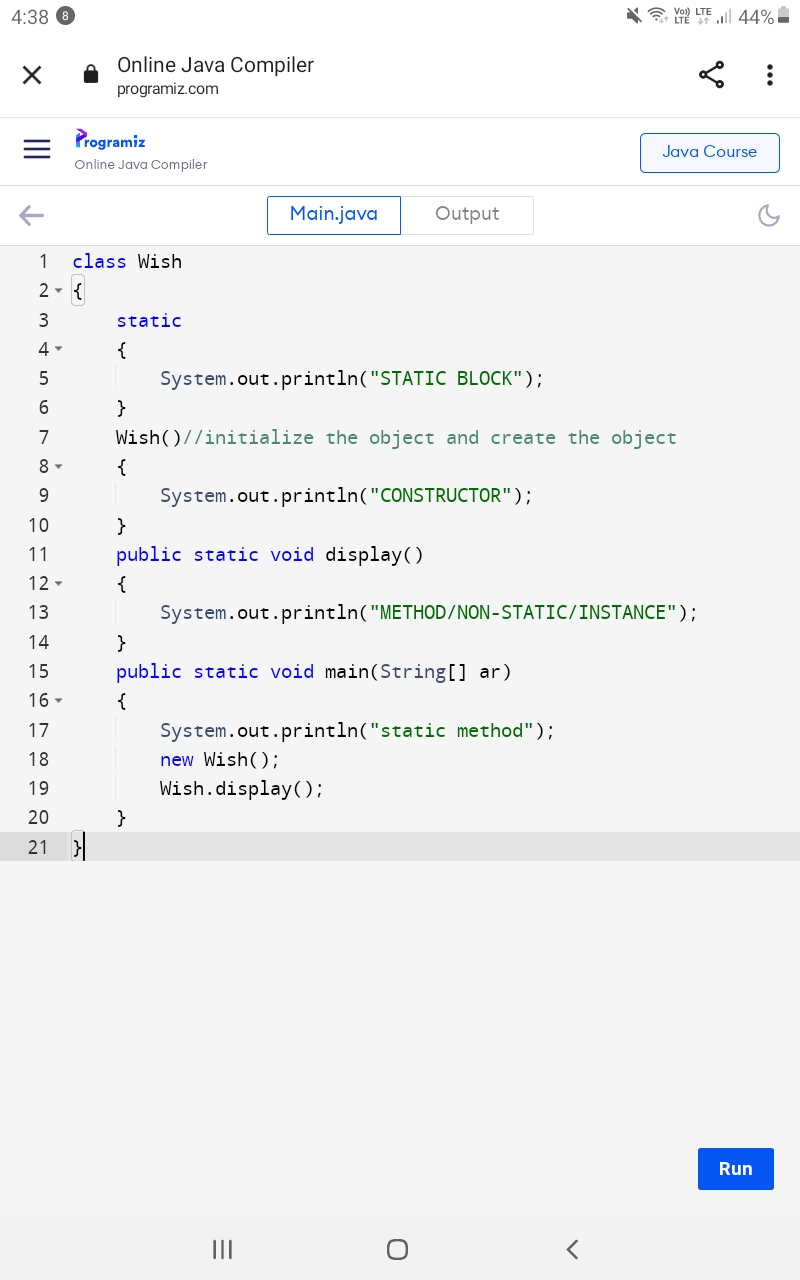 4:38 8 Vo) LTE LTE 44%
Online Java Compiler
programiz.com
Programiz
Online Java Compiler
Java Course
Main.java Output
1 class Wish
2 {
3     static
4     {
5         System.out.println("STATIC BLOCK");
6     }
7     Wish()//initialize the object and create the object
8     {
9         System.out.println("CONSTRUCTOR");
10     }
11     public static void display()
12     {
13         System.out.println("METHOD/NON-STATIC/INSTANCE");
14     }
15     public static void main(String[] ar)
16     {
17         System.out.println("static method");
18         new Wish();
19         Wish.display();
20     }
21 }
Run